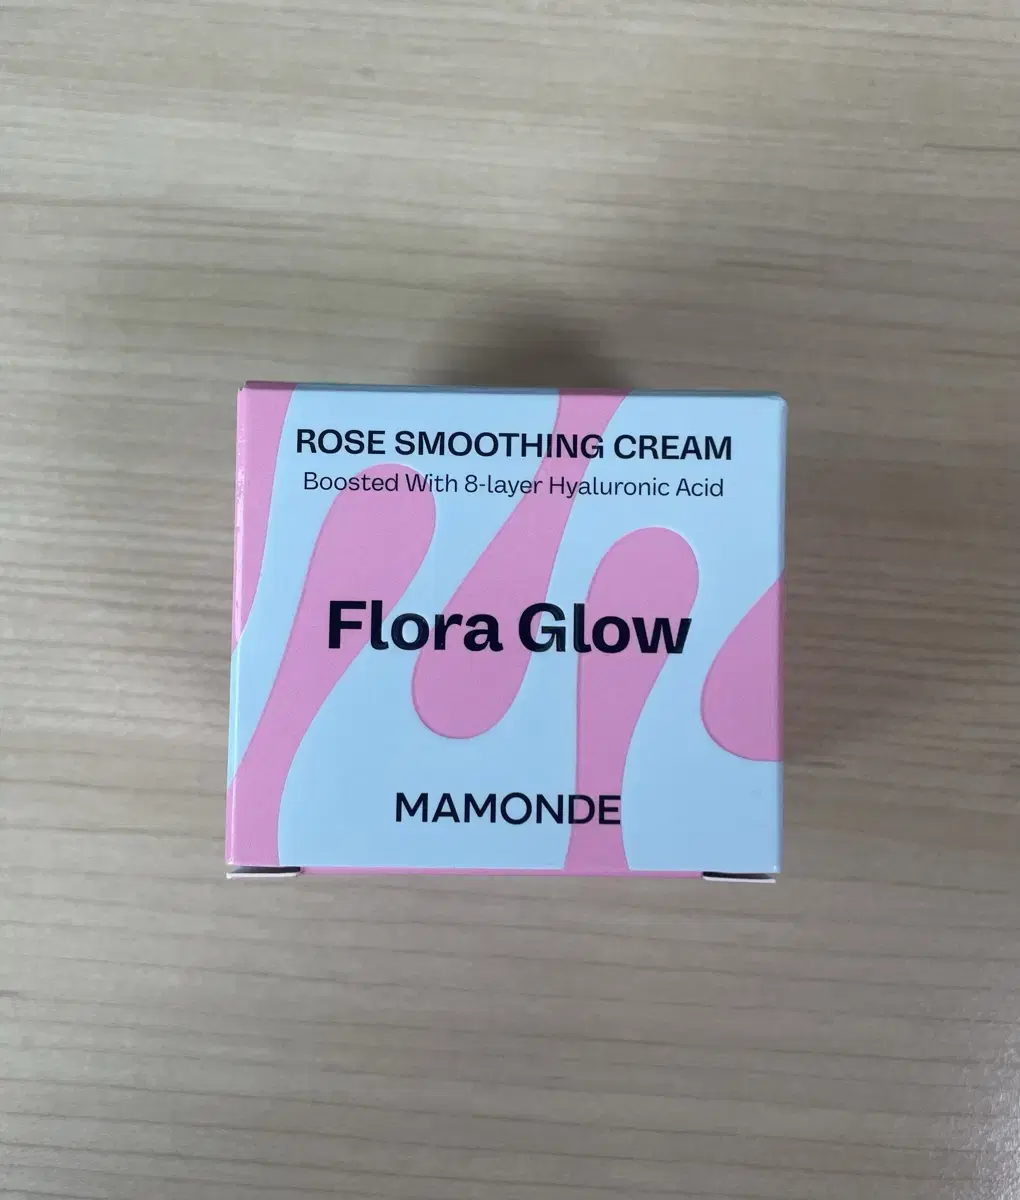 ROSE SMOOTHING CREAM
Boosted With 8-layer Hyaluronic Acid
Flora Glow
MAMONDE